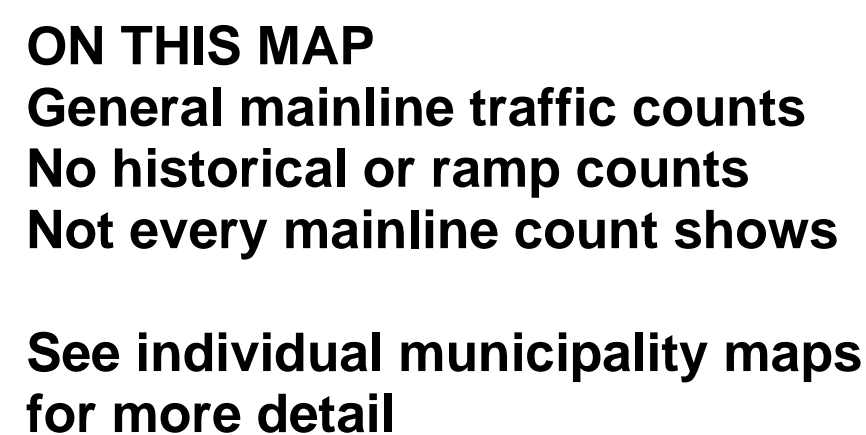 ON THIS MAP
General mainline traffic counts
No historical or ramp counts
Not every mainline count shows
See individual municipality maps
for more detail